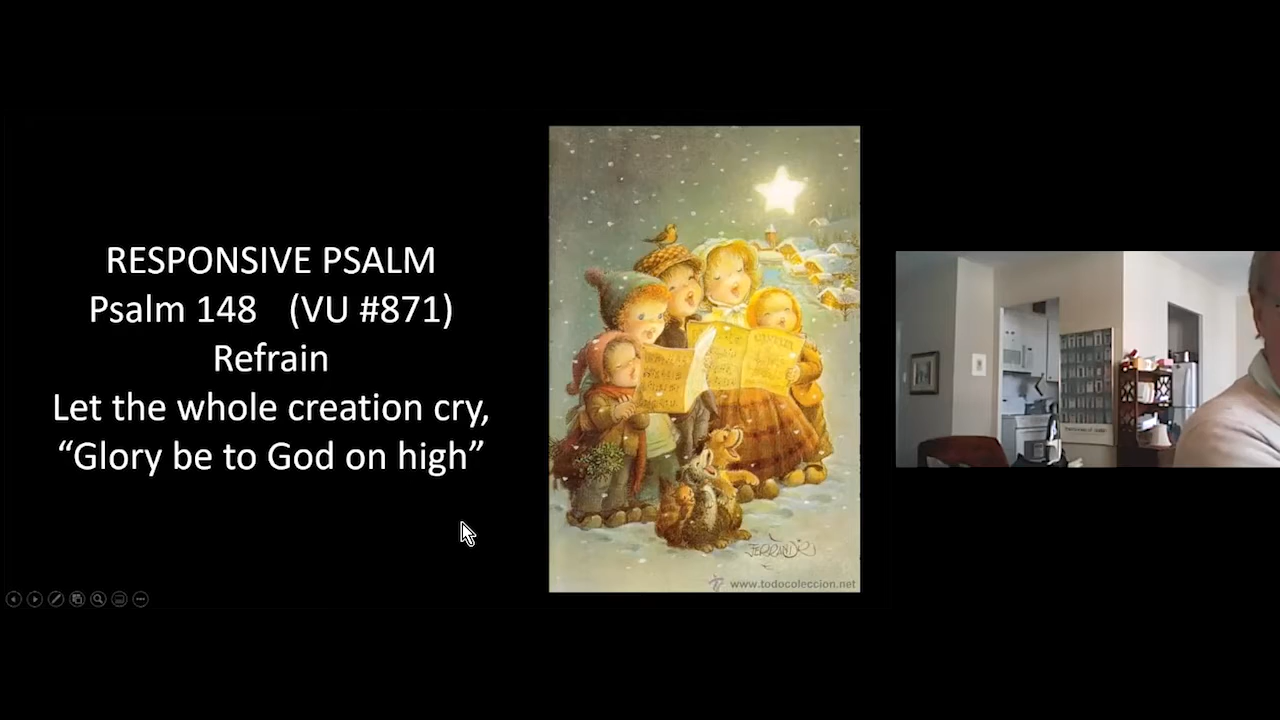 RESPONSIVE PSALM
Psalm 148 (VU #871)
Refrain
Let the whole creation cry,
“Glory be to God on high”
FERRANDIZ
www.todocoleccion.net